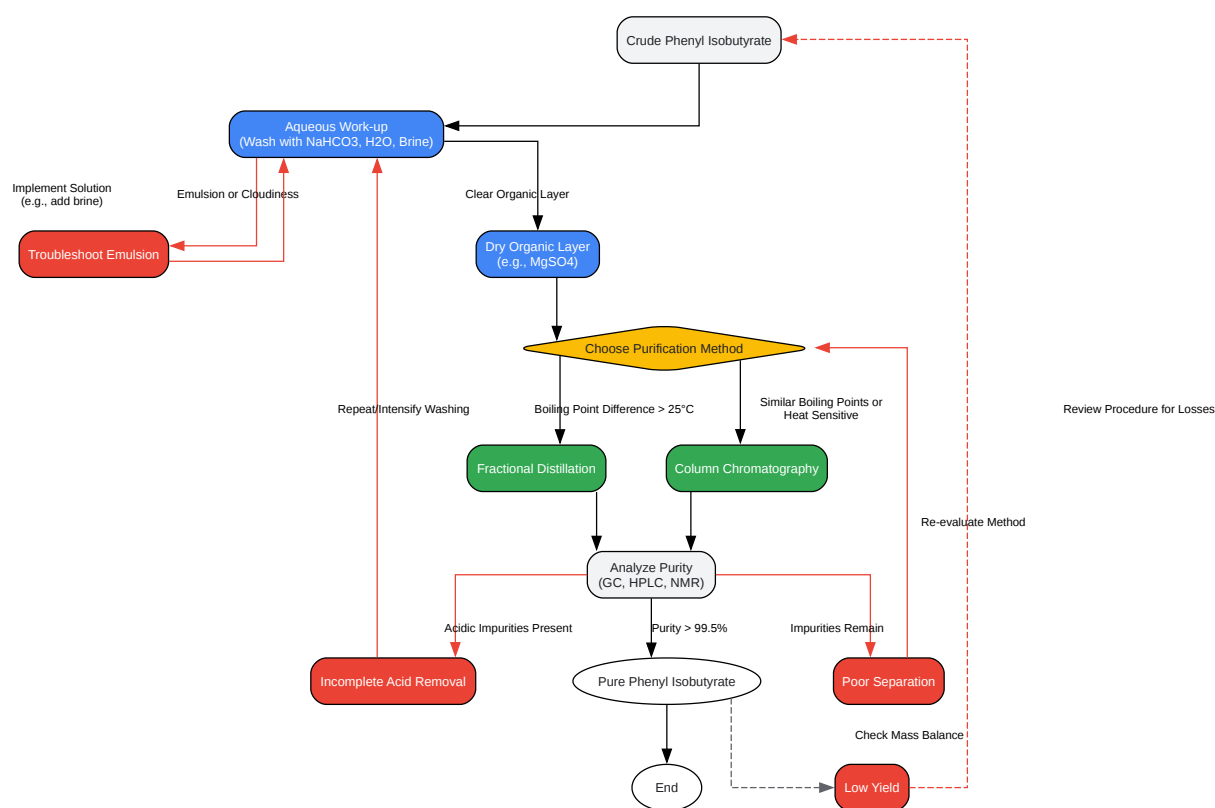 Crude Phenyl Isobutyrate
Aqueous Work-up
(Wash with NaHCO3, H2O, Brine)
Implement Solution
(e.g., add brine)
Emulsion or Cloudiness
Clear Organic Layer
Troubleshoot Emulsion
Dry Organic Layer
(e.g., MgSO4)
Choose Purification Method
Repeat/Intensify Washing
Boiling Point Difference > 25°C
Similar Boiling Points or
Heat Sensitive
Review Procedure for Losses
Fractional Distillation
Column Chromatography
Re-evaluate Method
Analyze Purity
(GC, HPLC, NMR)
Acidic Impurities Present
Purity > 99.5%
Impurities Remain
Incomplete Acid Removal
Pure Phenyl Isobutyrate
Poor Separation
Check Mass Balance
End
Low Yield